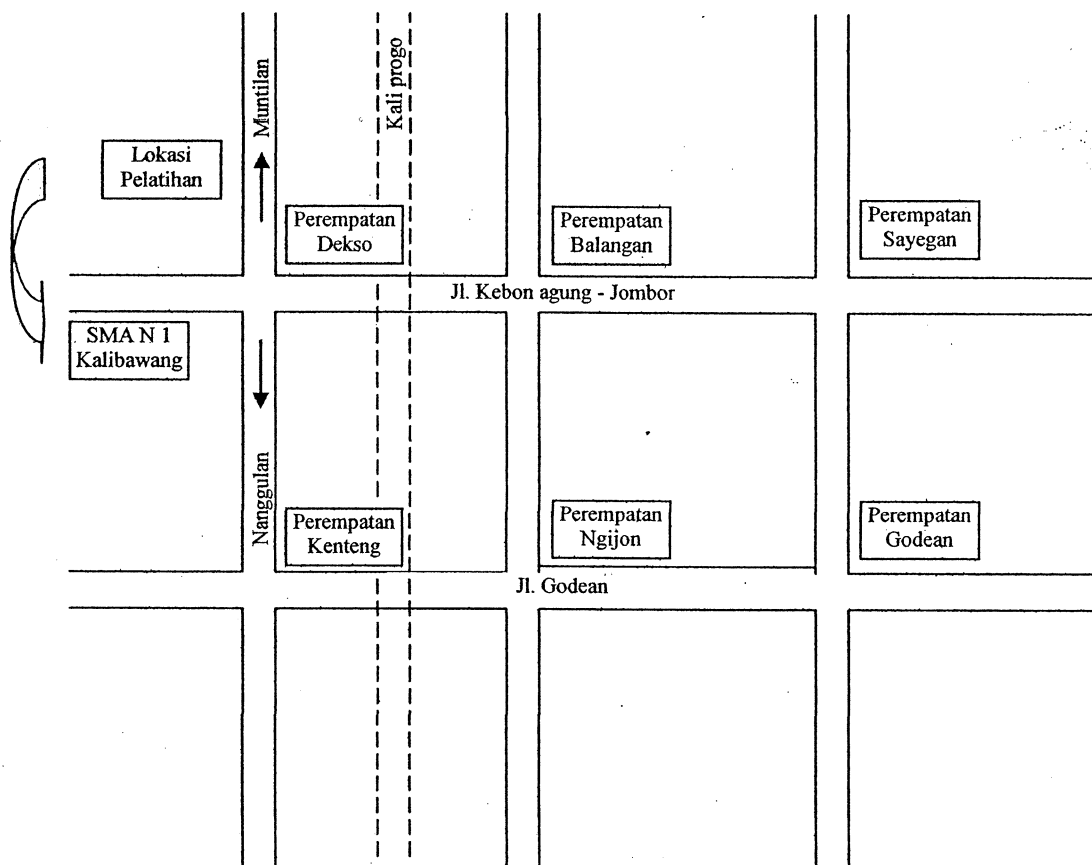 Muntilan
Kali progo
Lokasi
Pelatihan
Perempatan
Dekso
Perempatan
Balangan
Perempatan
Sayegan
Jl. Kebon agung - Jombor
SMA N 1
Kalibawang
Nanggulan
Perempatan
Kenteng
Perempatan
Ngijon
Perempatan
Godean
Jl. Godean